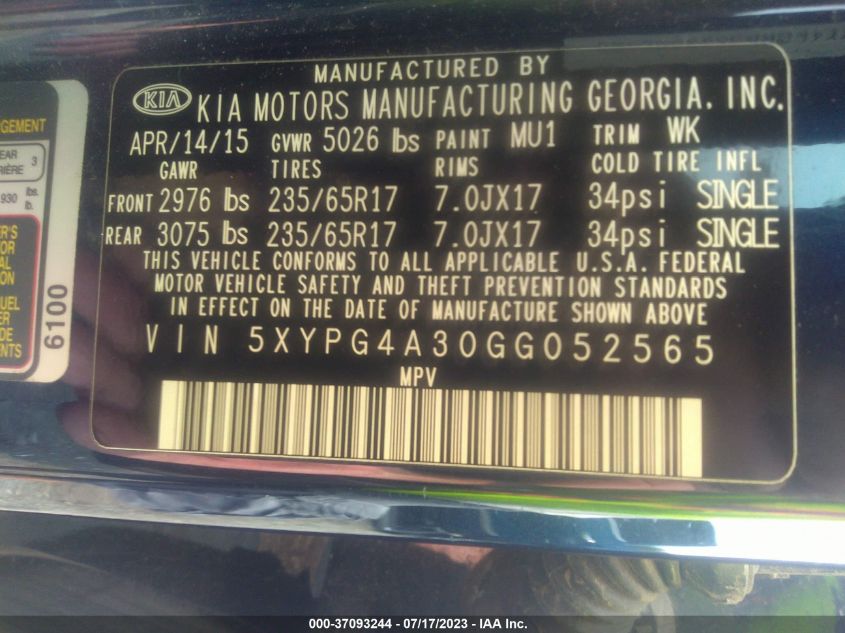 MANUFACTURED BY
KIA KIA MOTORS MANUFACTURING GEORGIA, INC.
APR/14/15 GVWR 5026 lbs PAINT MU1 TRIM WK
GAWR TIRES RIMS COLD TIRE INFL
FRONT 2976 lbs 235/65R17 7.0JX17 34psi SINGLE
REAR 3075 lbs 235/65R17 7.0JX17 34psi SINGLE
THIS VEHICLE CONFORMS TO ALL APPLICABLE U.S.A. FEDERAL
MOTOR VEHICLE SAFETY AND THEFT PREVENTION STANDARDS
IN EFFECT ON THE DATE OF MANUFACTURE SHOWN ABOVE
VIN 5XYPG4A30GG052565
MPV
3
930 lbs.
6100
000-37093244 / 07/17/2023 - IAA Inc.